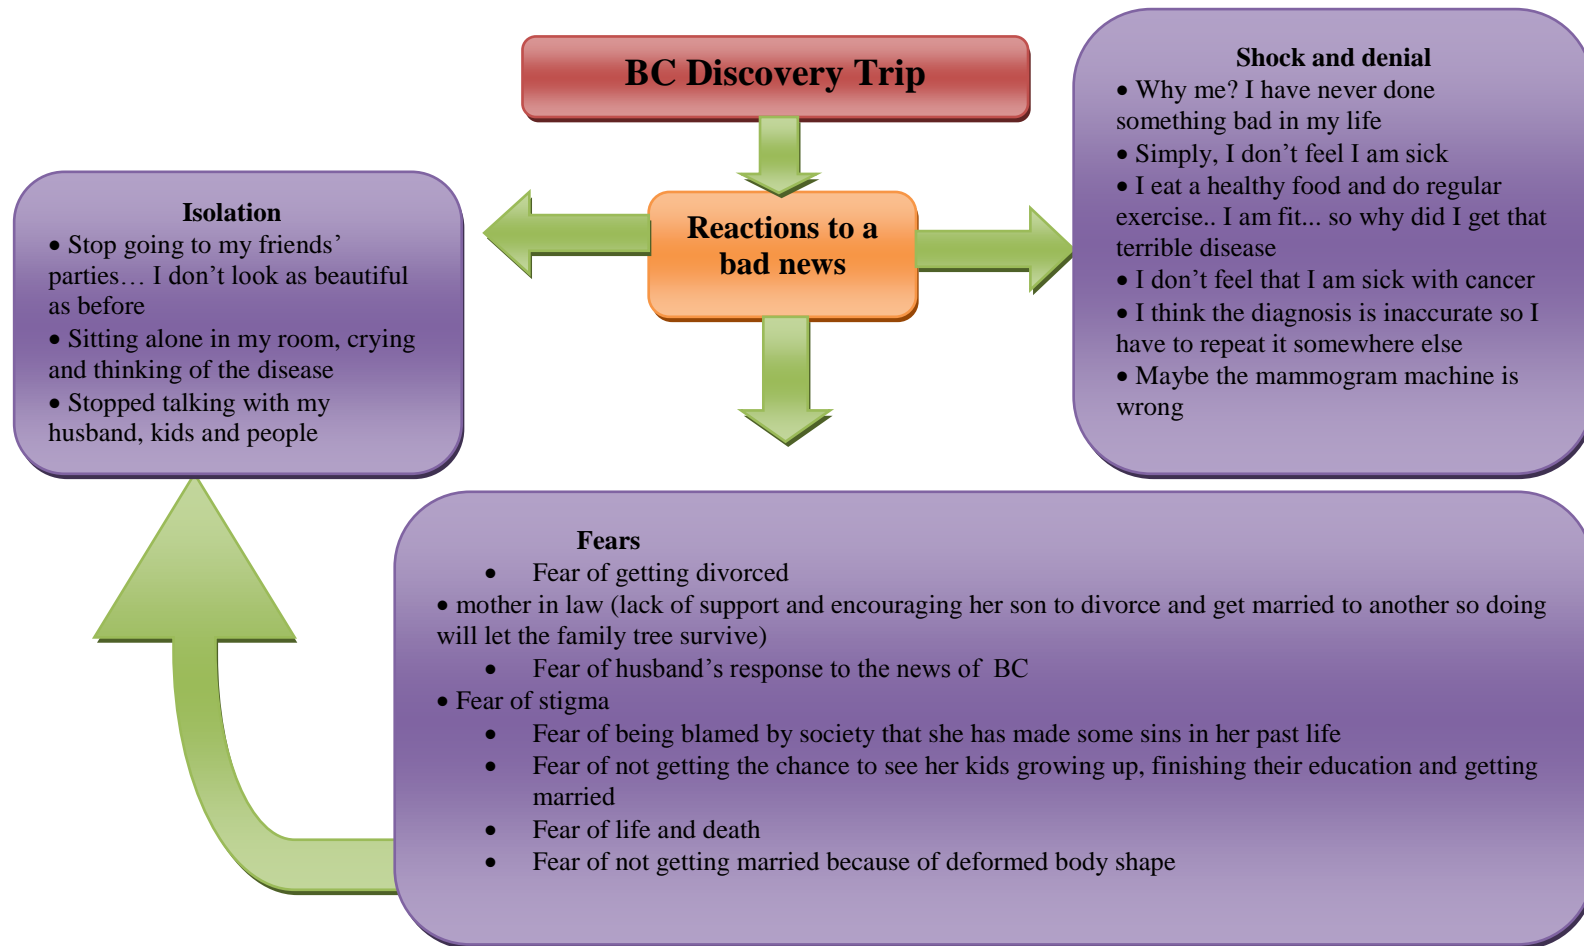 BC Discovery Trip
Reactions to a
bad news
Isolation
• Stop going to my friends’
parties… I don’t look as beautiful
as before
• Sitting alone in my room, crying
and thinking of the disease
• Stopped talking with my
husband, kids and people
Shock and denial
• Why me? I have never done
something bad in my life
• Simply, I don’t feel I am sick
• I eat a healthy food and do regular
exercise.. I am fit... so why did I get that
terrible disease
• I don’t feel that I am sick with cancer
• I think the diagnosis is inaccurate so I
have to repeat it somewhere else
• Maybe the mammogram machine is
wrong
Fears
• Fear of getting divorced
• mother in law (lack of support and encouraging her son to divorce and get married to another so doing
will let the family tree survive)
• Fear of husband’s response to the news of BC
• Fear of stigma
• Fear of being blamed by society that she has made some sins in her past life
• Fear of not getting the chance to see her kids growing up, finishing their education and getting
married
• Fear of life and death
• Fear of not getting married because of deformed body shape